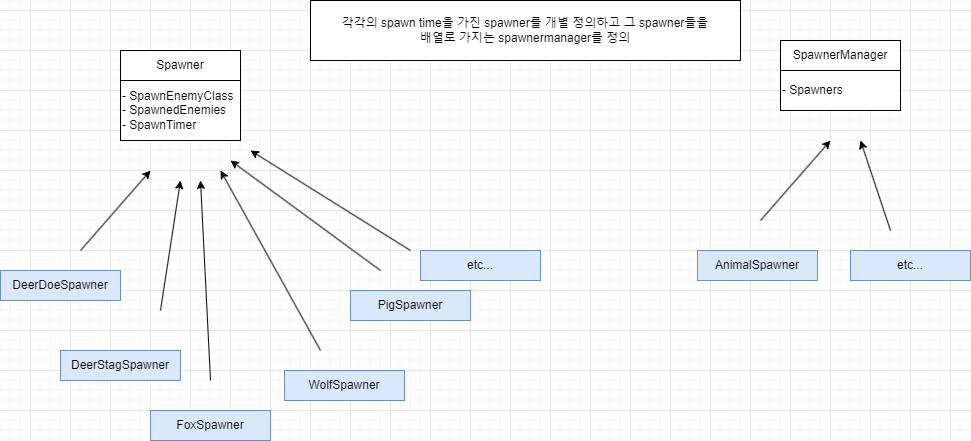 각각의 spawn time을 가진 spawner를 개별 정의하고 그 spawner들을
배열로 가지는 spawnermanager를 정의
Spawner
- SpawnEnemyClass
- SpawnedEnemies
- SpawnTimer
SpawnerManager
- Spawners
DeerDoeSpawner
DeerStagSpawner
FoxSpawner
WolfSpawner
PigSpawner
etc...
AnimalSpawner
etc...